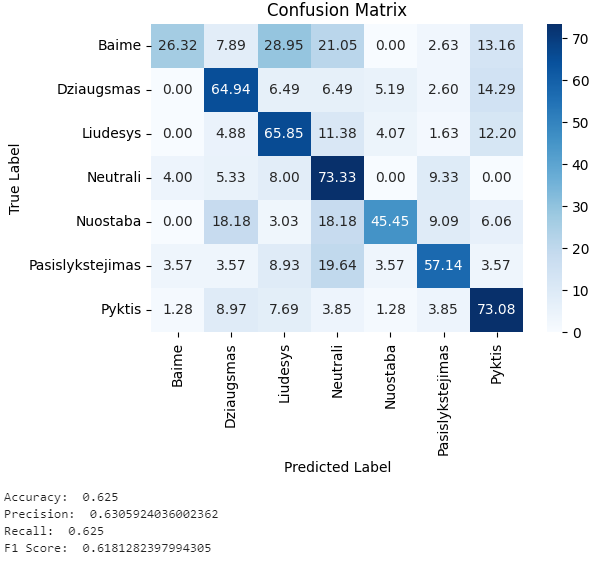 Confusion Matrix
Baime 26.32 7.89 28.95 21.05 0.00 2.63 13.16
Dziaugsmas 0.00 64.94 6.49 6.49 5.19 2.60 14.29
Liudesys 0.00 4.88 65.85 11.38 4.07 1.63 12.20
Neutrali 4.00 5.33 8.00 73.33 0.00 9.33 0.00
Nuostaba 0.00 18.18 3.03 18.18 45.45 9.09 6.06
Pasislykstejimas 3.57 3.57 8.93 19.64 3.57 57.14 3.57
Pyktis 1.28 8.97 7.69 3.85 1.28 3.85 73.08
True Label
Baime Dziaugsmas Liudesys Neutrali Nuostaba Pasislykstejimas Pyktis
Predicted Label
70
60
50
40
30
20
10
0
Accuracy: 0.625
Precision: 0.6305924036002362
Recall: 0.625
F1 Score: 0.6181282397994305